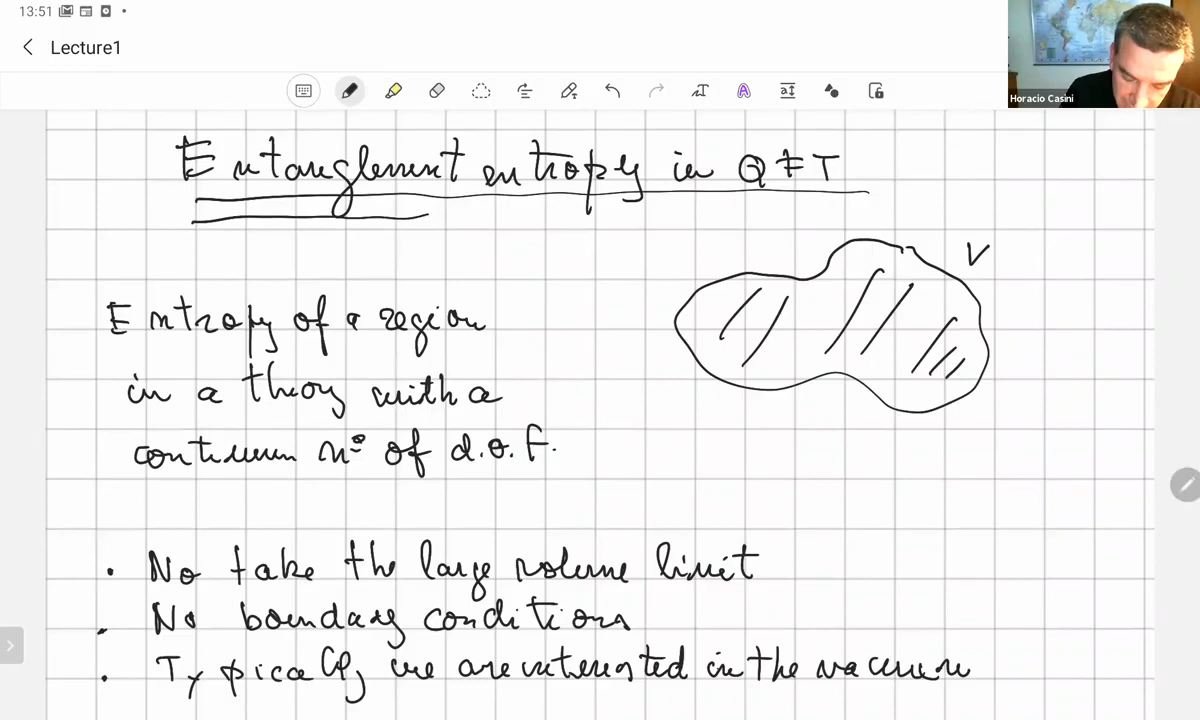 13:51
Lecture1
Horacio Casini
Entanglement entropy in QFT
V
Entropy of a region
in a theory with a
continuum nº of d.o.f.
. No take the large volume limit
. No boundary conditions
. Typically we are interested in the vacuum